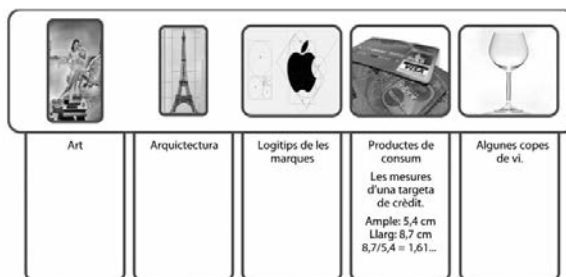 Art
Arquictectura
Logitips de les
marques
Productes de
consum
Les mesures
d'una targeta
de crèdit.
Ample: 5,4 cm
Llarg: 8,7 cm
8,7/5,4 = 1,61...
Algunes copes
de vi.